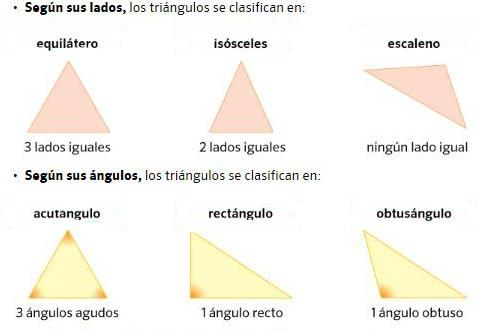 • Según sus lados, los triángulos se clasifican en:
equilátero isósceles escaleno
3 lados iguales 2 lados iguales ningún lado igual
• Según sus ángulos, los triángulos se clasifican en:
acutangulo rectángulo obtusángulo
3 ángulos agudos 1 ángulo recto 1 ángulo obtuso